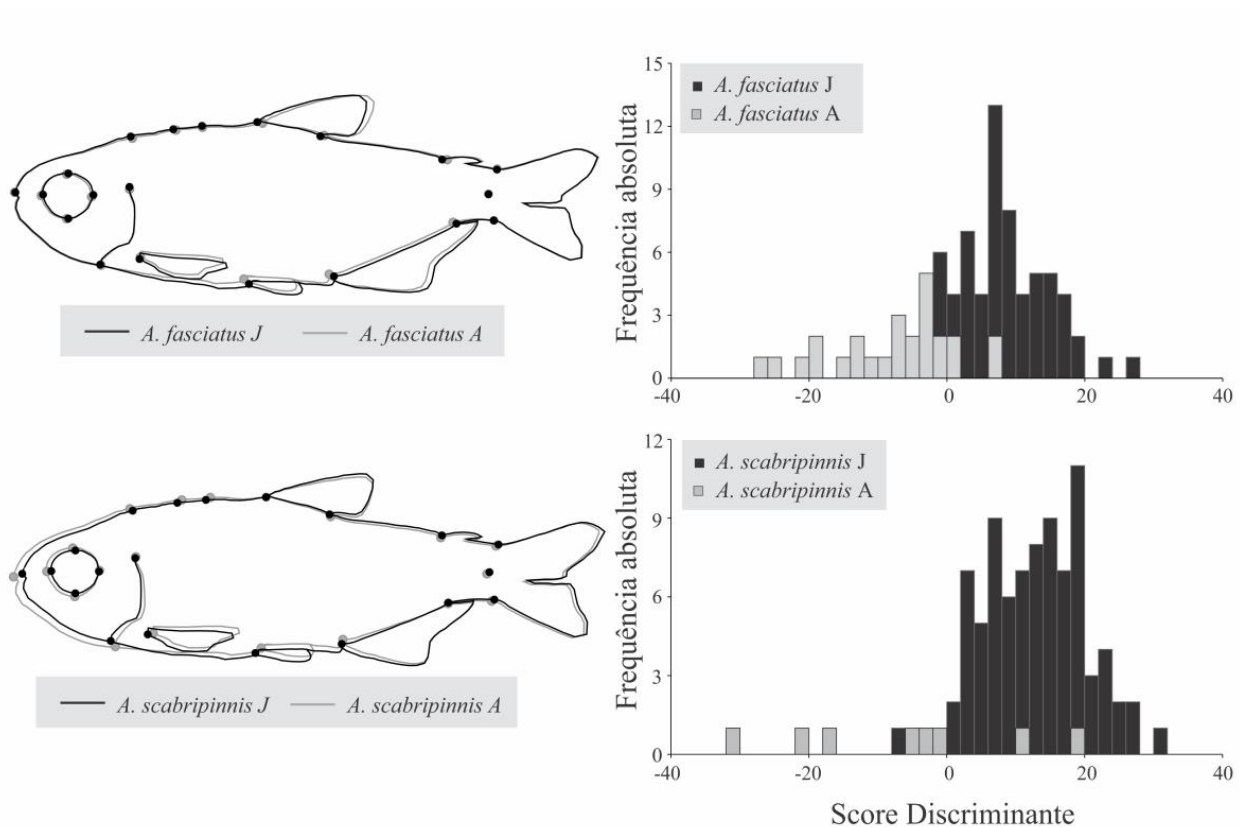 15
A. fasciatus J
A. fasciatus A
12
9
6
3
0
Frequência absoluta
-40
-20
0
20
40
A. fasciatus J
A. fasciatus A
12
A. scabripinnis J
A. scabripinnis A
9
6
3
0
Frequência absoluta
-40
-20
0
20
40
A. scabripinnis J
A. scabripinnis A
Score Discriminante